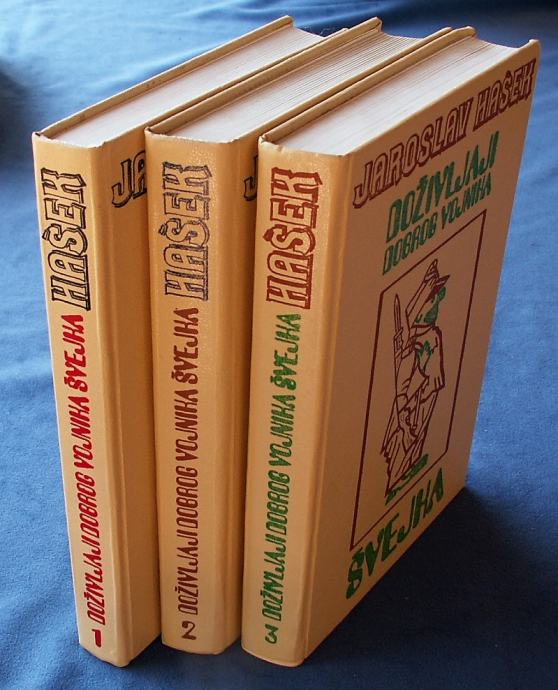 1 DOŽIVLJAJI DOBROG VOJNIKA ŠVEJKA HAŠEK
2 DOŽIVLJAJI DOBROG VOJNIKA ŠVEJKA HAŠEK
3 DOŽIVLJAJI DOBROG VOJNIKA ŠVEJKA HAŠEK
JAROSLAV HAŠEK
DOŽIVLJAJI
DOBROG VOJNIKA
ŠVEJKA